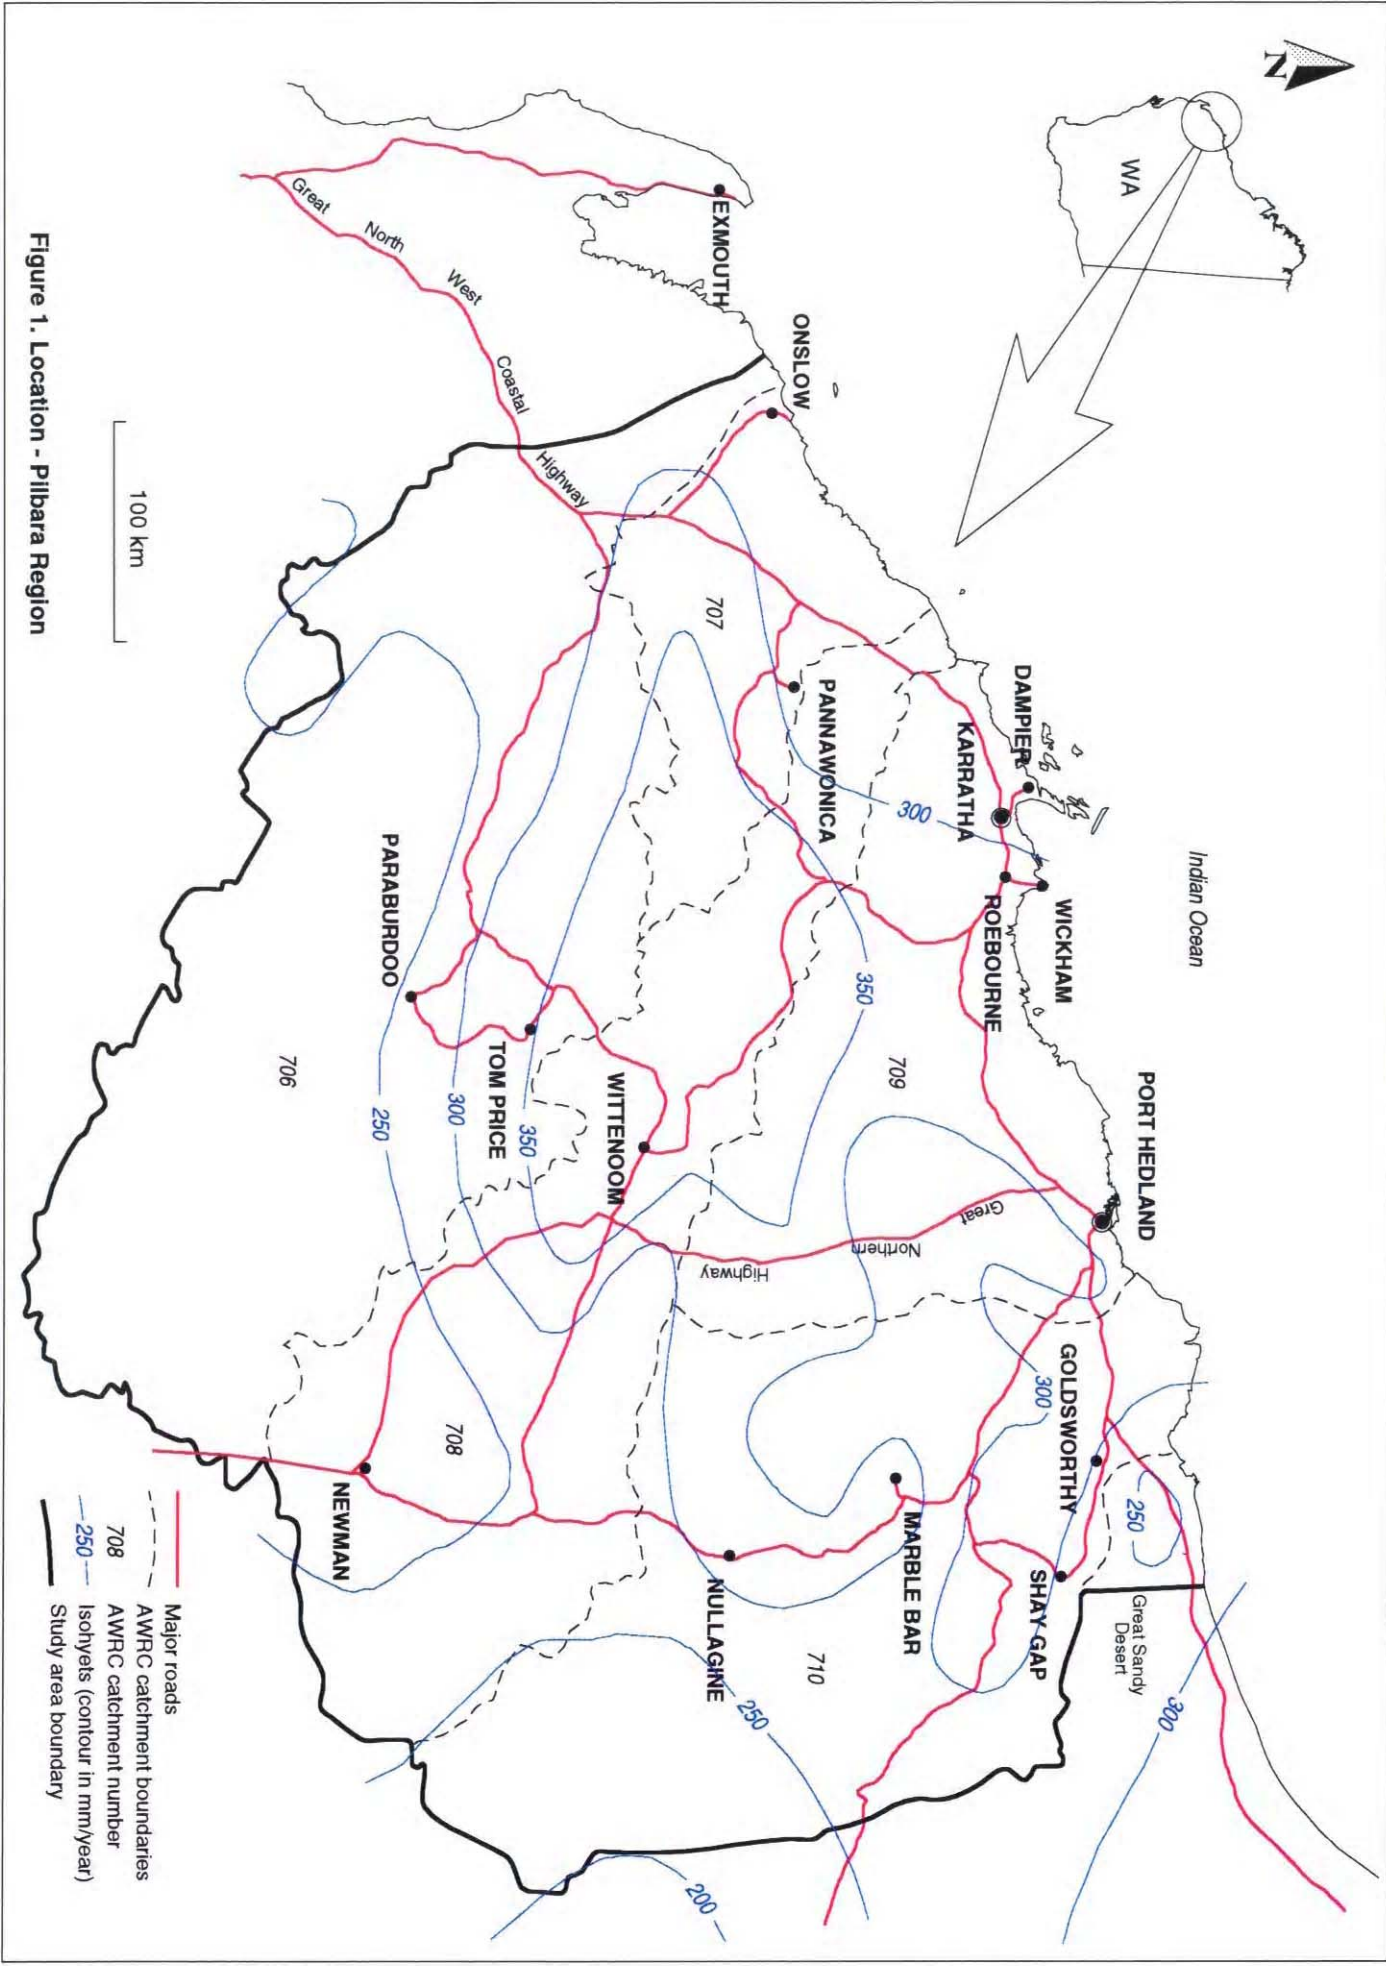 N
WA
Indian Ocean
EXMOUTH
ONSLOW
DAMPIER
KARRATHA
WICKHAM
ROEBOURNE
PORT HEDLAND
PANNAWONICA
GOLDSWORTHY
SHAY GAP
MARBLE BAR
NULLAGINE
WITTENOOM
TOM PRICE
PARABURDOO
NEWMAN
Great Sandy
Desert
Great
North
West
Coastal
Highway
Great
Northern
Highway
707
709
706
708
710
300
350
300
250
300
350
250
300
250
200
100 km
Major roads
AWRC catchment boundaries
708 AWRC catchment number
250 Isohyets (contour in mm/year)
Study area boundary
Figure 1. Location - Pilbara Region